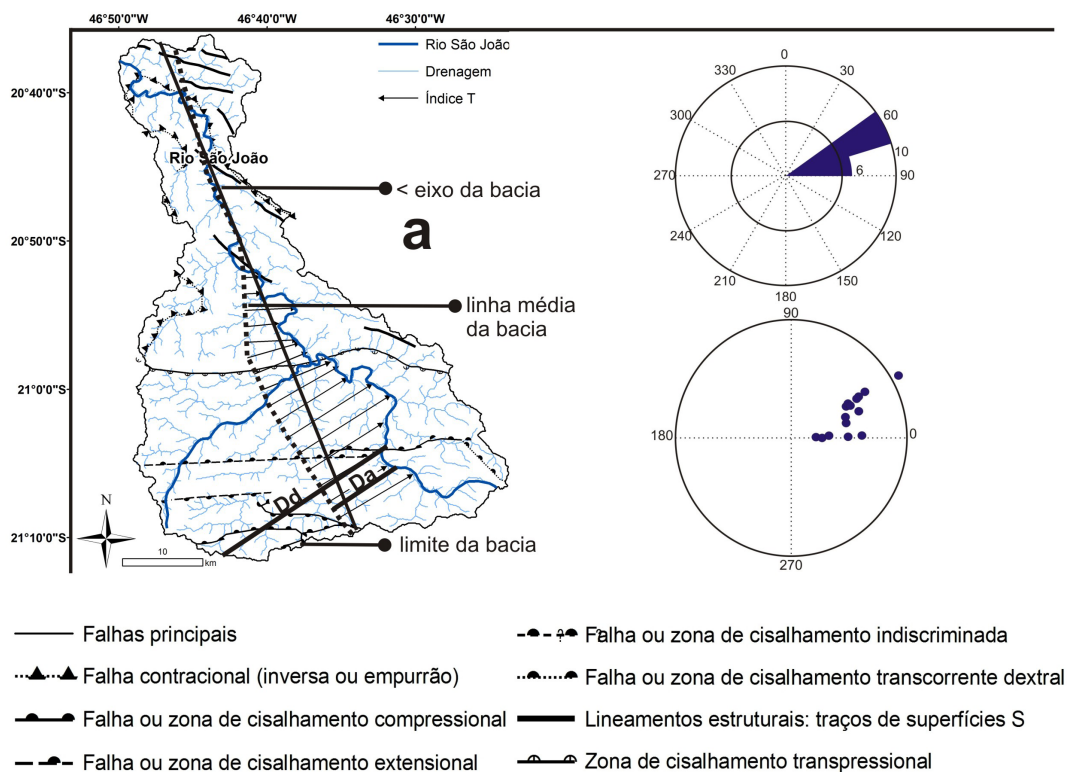 46°50'0"W 46°40'0"W 46°30'0"W
20°40'0"S
20°50'0"S
21°0'0"S
21°10'0"S
Rio São João
Drenagem
Índice T
Rio São João
< eixo da bacia
a
linha média
da bacia
Dd
Da
limite da bacia
N
10
km
0
30
60
10
6
90
120
150
180
210
240
270
300
330
90
180
0
270
Falhas principais
Falha contracional (inversa ou empurrão)
Falha ou zona de cisalhamento compressional
Falha ou zona de cisalhamento extensional
Falha ou zona de cisalhamento indiscriminada
Falha ou zona de cisalhamento transcorrente dextral
Lineamentos estruturais: traços de superfícies S
Zona de cisalhamento transpressional